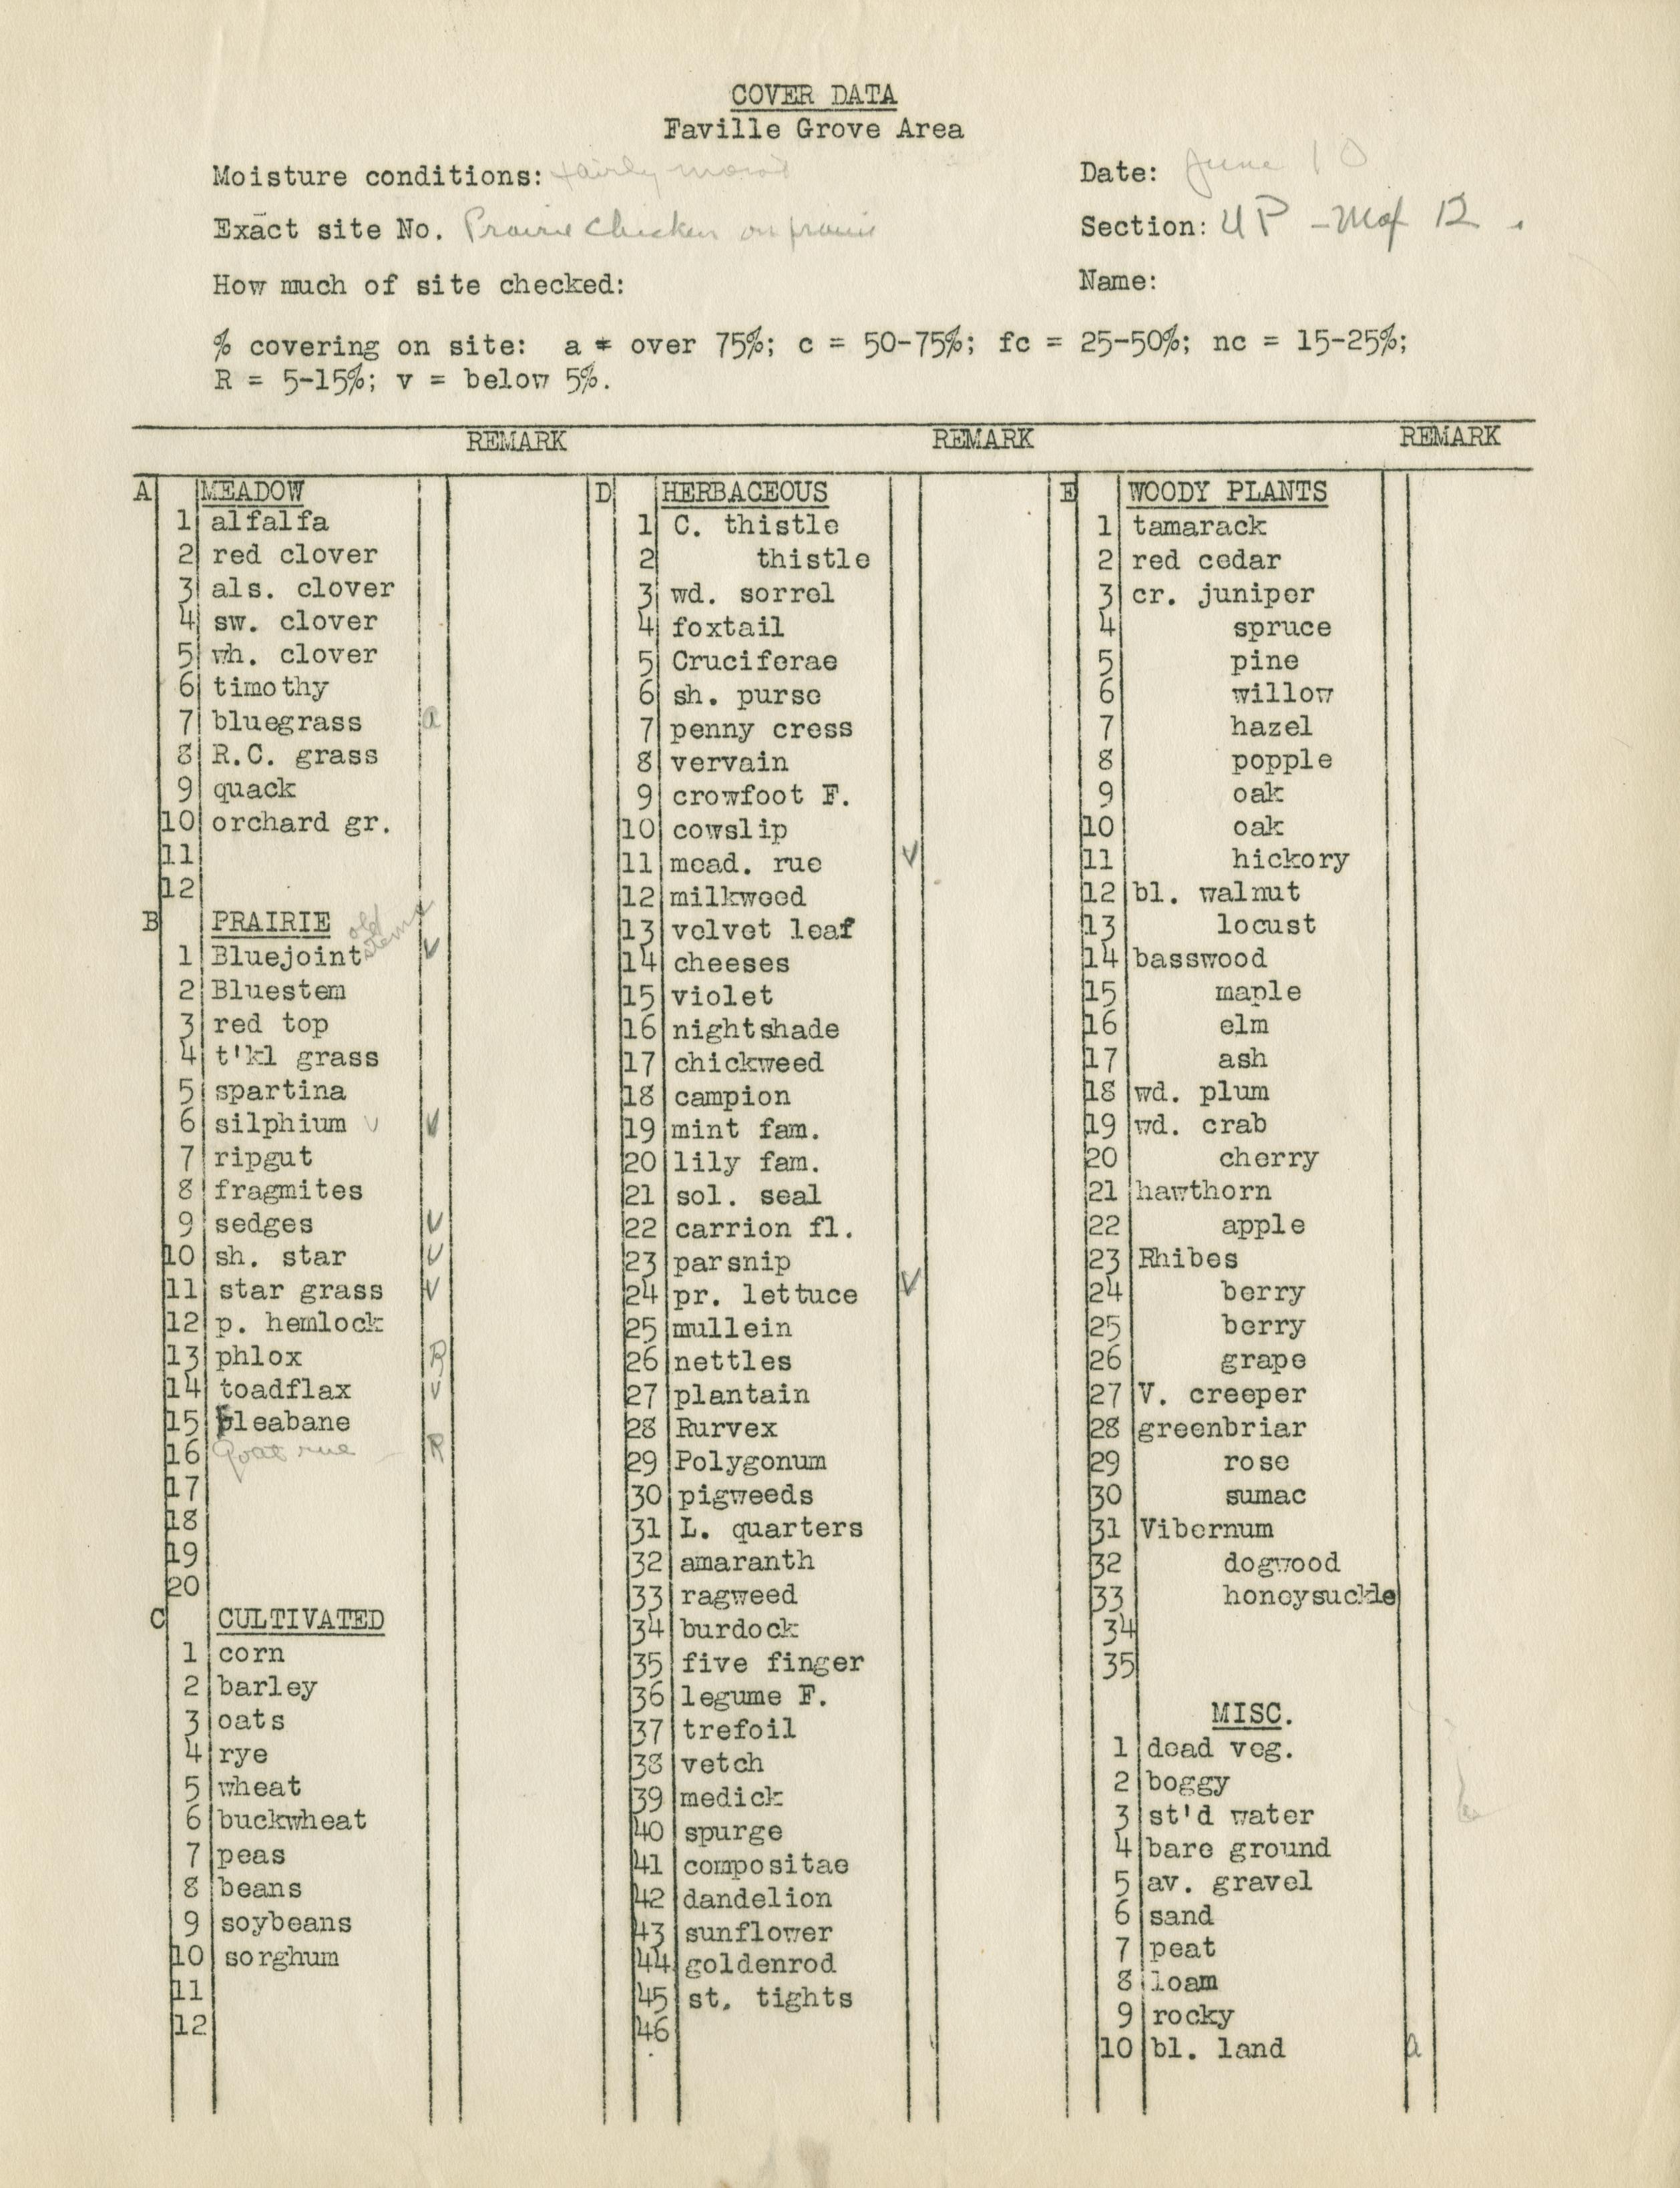 COVER DATA
Faville Grove Area
Moisture conditions: fairly moist
Date: June 10
Exact site No. Prairie Chicken on prairie
Section: UP - Map 12.
How much of site checked:
Name:
% covering on site: a = over 75%; c = 50-75%; fc = 25-50%; nc = 15-25%;
R = 5-15%; v = below 5%.
REMARK REMARK REMARK
A MEADOW
1 alfalfa
2 red clover
3 als. clover
4 sw. clover
5 wh. clover
6 timothy
7 bluegrass a
8 R.C. grass
9 quack
10 orchard gr.
11
12
B PRAIRIE
1 Bluejoint old stems v
2 Bluestem
3 red top
4 t'kl grass
5 spartina
6 silphium v v
7 ripgut
8 fragmites
9 sedges v
10 sh. star v
11 star grass v
12 p. hemlock
13 phlox R
14 toadflax v
15 fleabane
16 Goat rue - R
17
18
19
20
C CULTIVATED
1 corn
2 barley
3 oats
4 rye
5 wheat
6 buckwheat
7 peas
8 beans
9 soybeans
10 sorghum
11
12
D HERBACEOUS
1 C. thistle
2 thistle
3 wd. sorrel
4 foxtail
5 Cruciferae
6 sh. purse
7 penny cress
8 vervain
9 crowfoot F.
10 cowslip
11 mead. rue v
12 milkweed
13 velvet leaf
14 cheeses
15 violet
16 nightshade
17 chickweed
18 campion
19 mint fam.
20 lily fam.
21 sol. seal
22 carrion fl.
23 parsnip
24 pr. lettuce v
25 mullein
26 nettles
27 plantain
28 Rurvex
29 Polygonum
30 pigweeds
31 L. quarters
32 amaranth
33 ragweed
34 burdock
35 five finger
36 legume F.
37 trefoil
38 vetch
39 medick
40 spurge
41 compositae
42 dandelion
43 sunflower
44 goldenrod
45 st. tights
46
E WOODY PLANTS
1 tamarack
2 red cedar
3 cr. juniper
4 spruce
5 pine
6 willow
7 hazel
8 popple
9 oak
10 oak
11 hickory
12 bl. walnut
13 locust
14 basswood
15 maple
16 elm
17 ash
18 wd. plum
19 wd. crab
20 cherry
21 hawthorn
22 apple
23 Rhibes
24 berry
25 berry
26 grape
27 V. creeper
28 greenbriar
29 rose
30 sumac
31 Vibernum
32 dogwood
33 honeysuckle
34
35
MISC.
1 dead veg.
2 boggy
3 st'd water
4 bare ground
5 av. gravel
6 sand
7 peat
8 loam
9 rocky
10 bl. land a